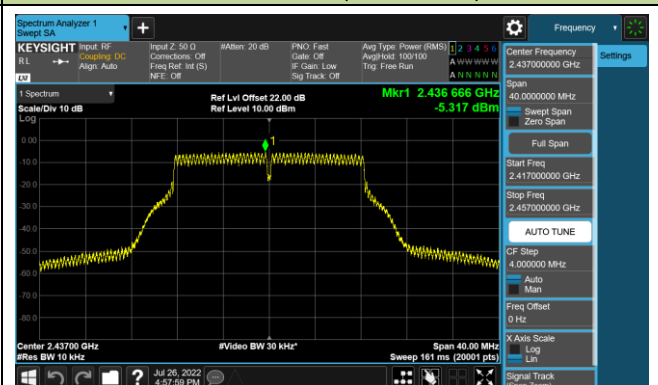 Spectrum Analyzer 1
Swept SA
Frequency
KEYSIGHT
RL
LXI
Input: RF
Coupling: DC
Align: Auto
Input Z: 50 Ω
Corrections: Off
Freq Ref: Int (S)
NFE: Off
#Atten: 20 dB
PNO: Fast
Gate: Off
IF Gain: Low
Sig Track: Off
Avg Type: Power (RMS)
Avg|Hold: 100/100
Trig: Free Run
1 2 3 4 5 6
A W W W W W
A N N N N N
Center Frequency
2.437000000 GHz
Settings
Span
40.0000000 MHz
Swept Span
Zero Span
Full Span
Start Freq
2.417000000 GHz
Stop Freq
2.457000000 GHz
AUTO TUNE
CF Step
4.000000 MHz
Auto
Man
Freq Offset
0 Hz
X Axis Scale
Log
Lin
Signal Track
(Span Zoom)
1 Spectrum
Scale/Div 10 dB
Log
Ref Lvl Offset 22.00 dB
Ref Level 10.00 dBm
Mkr1 2.436 666 GHz
-5.317 dBm
1
0.00
-10.0
-20.0
-30.0
-40.0
-50.0
-60.0
-70.0
-80.0
Center 2.43700 GHz
#Res BW 10 kHz
#Video BW 30 kHz*
Span 40.00 MHz
Sweep 161 ms (20001 pts)
?
Jul 26, 2022
4:57:59 PM